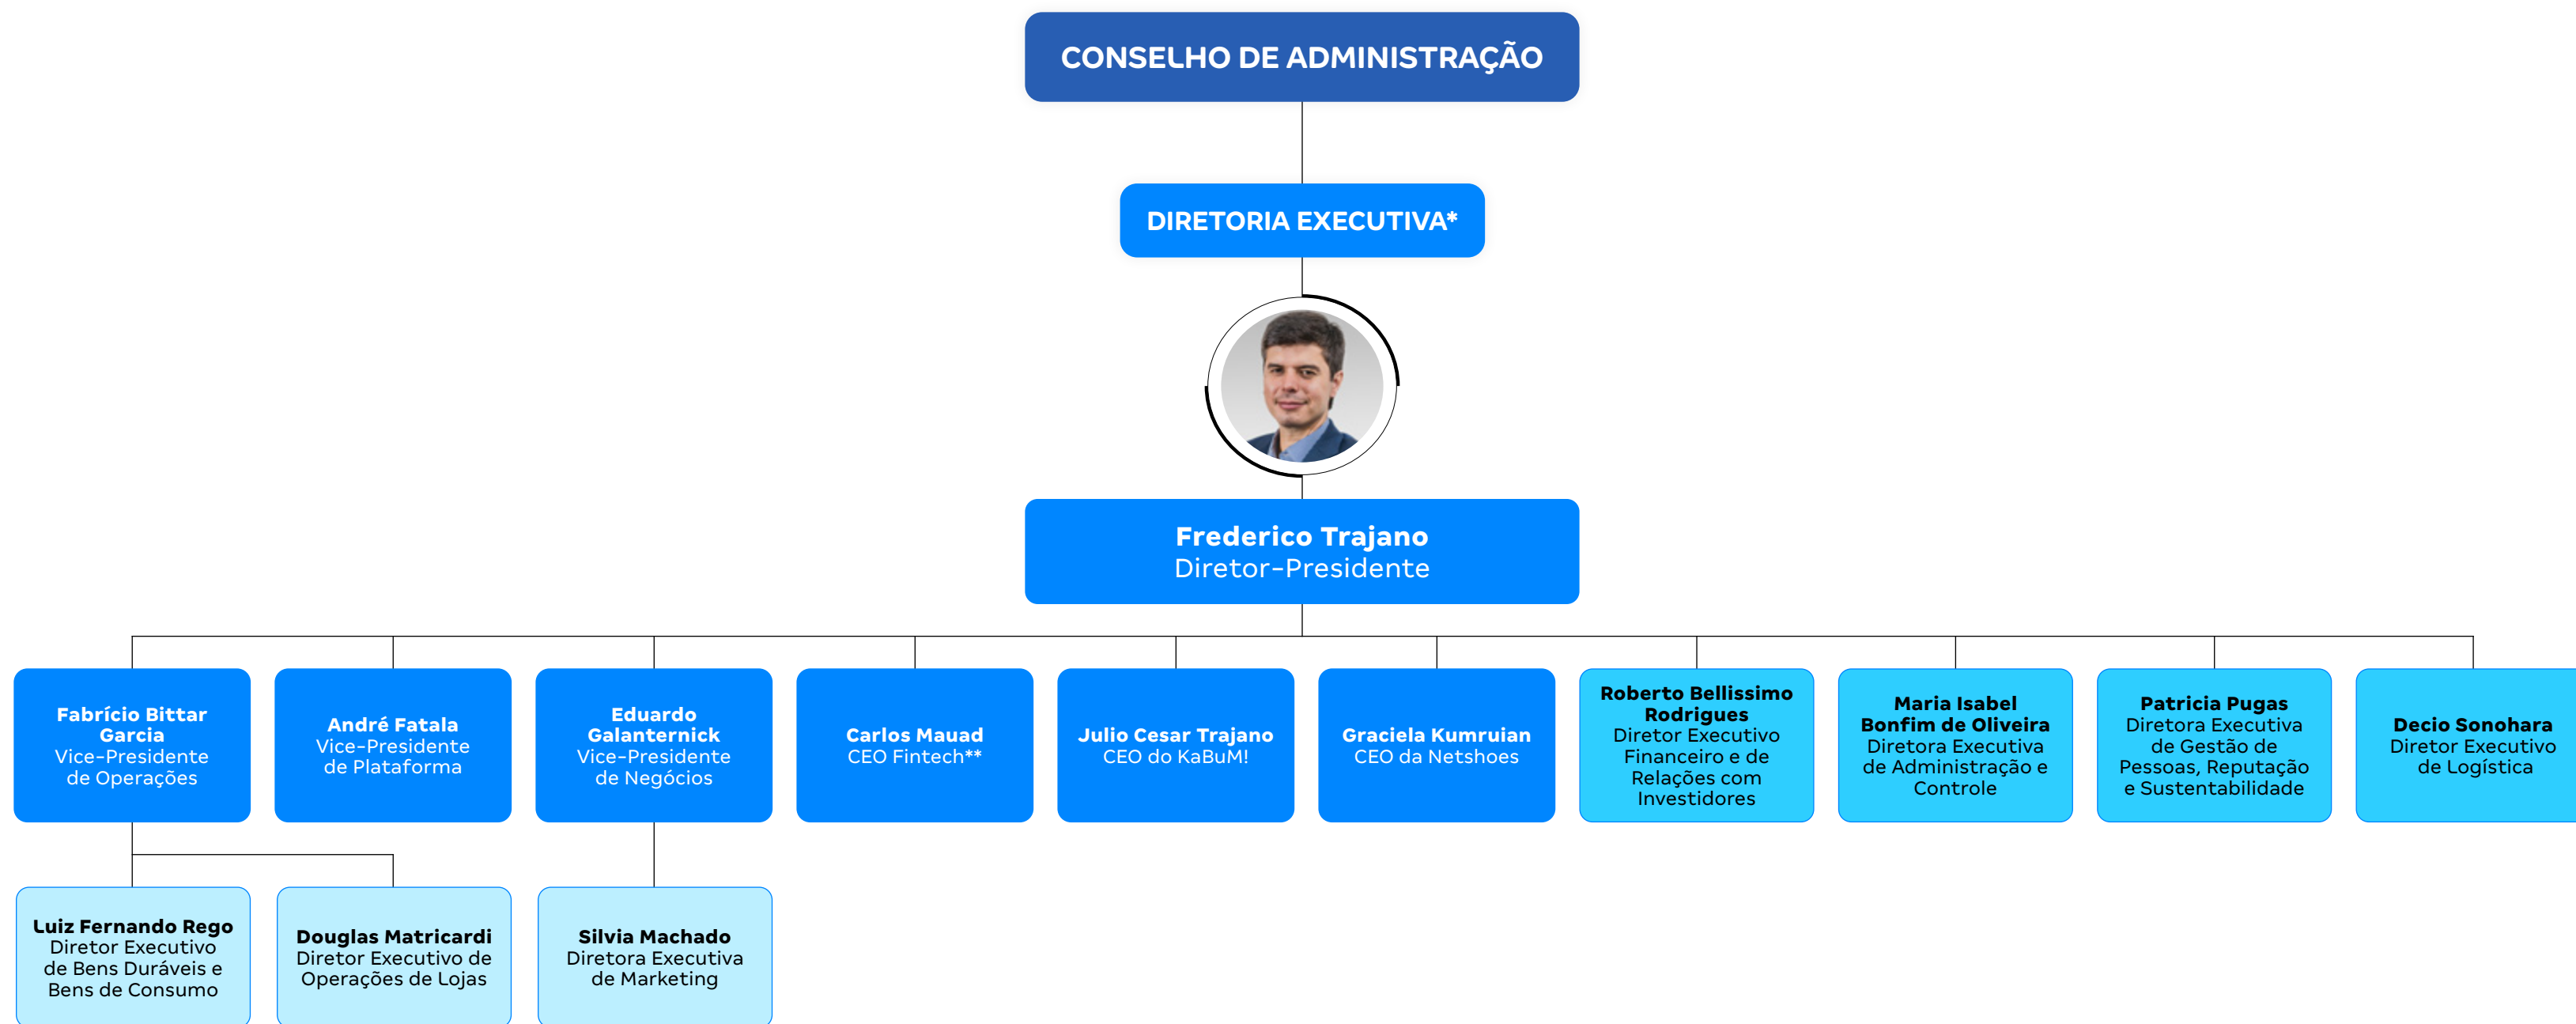 CONSELHO DE ADMINISTRAÇÃO
DIRETORIA EXECUTIVA*
Frederico Trajano
Diretor-Presidente
Fabrício Bittar
Garcia
Vice-Presidente
de Operações
André Fatala
Vice-Presidente
de Plataforma
Eduardo
Galanternick
Vice-Presidente
de Negócios
Carlos Mauad
CEO Fintech**
Julio Cesar Trajano
CEO do KaBuM!
Graciela Kumruian
CEO da Netshoes
Roberto Bellissimo
Rodrigues
Diretor Executivo
Financeiro e de
Relações com
Investidores
Maria Isabel
Bonfim de Oliveira
Diretora Executiva
de Administração e
Controle
Patricia Pugas
Diretora Executiva
de Gestão de
Pessoas, Reputação
e Sustentabilidade
Decio Sonohara
Diretor Executivo
de Logística
Luiz Fernando Rego
Diretor Executivo
de Bens Duráveis e
Bens de Consumo
Douglas Matricardi
Diretor Executivo de
Operações de Lojas
Silvia Machado
Diretora Executiva
de Marketing